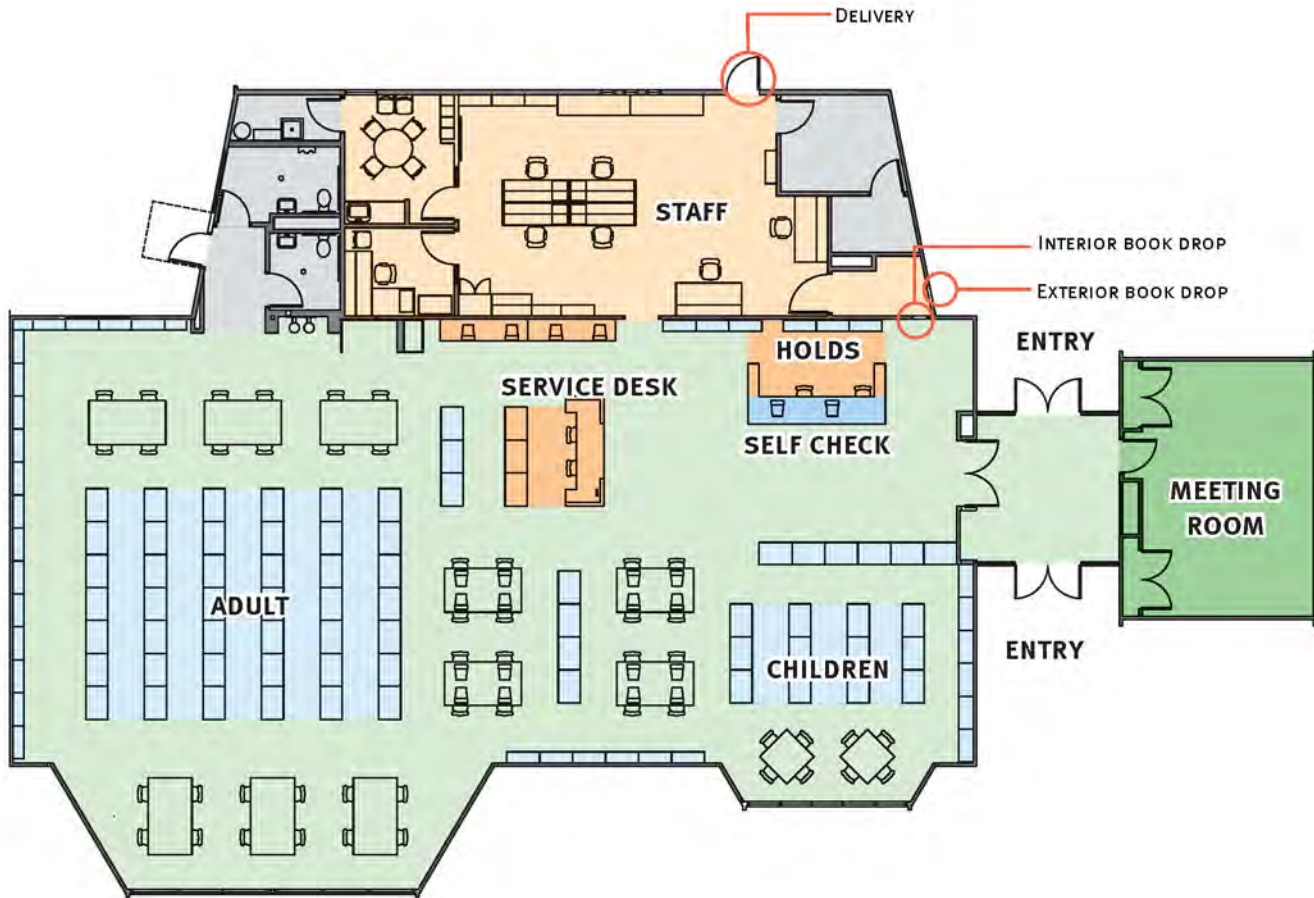 DELIVERY
STAFF
INTERIOR BOOK DROP
EXTERIOR BOOK DROP
ENTRY
HOLDS
SERVICE DESK
SELF CHECK
MEETING
ROOM
ADULT
CHILDREN
ENTRY